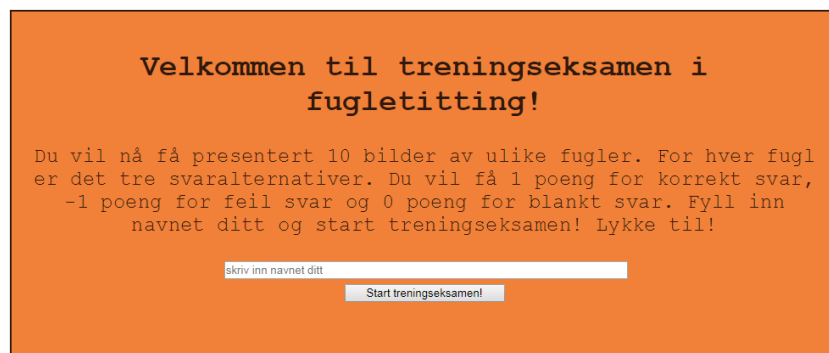 Velkommen til treningseksamen i
fugletitting!
Du vil nå få presentert 10 bilder av ulike fugler. For hver fugl
er det tre svaralternativer. Du vil få 1 poeng for korrekt svar,
-1 poeng for feil svar og 0 poeng for blankt svar. Fyll inn
navnet ditt og start treningseksamen! Lykke til!
skriv inn navnet ditt
Start treningseksamen!